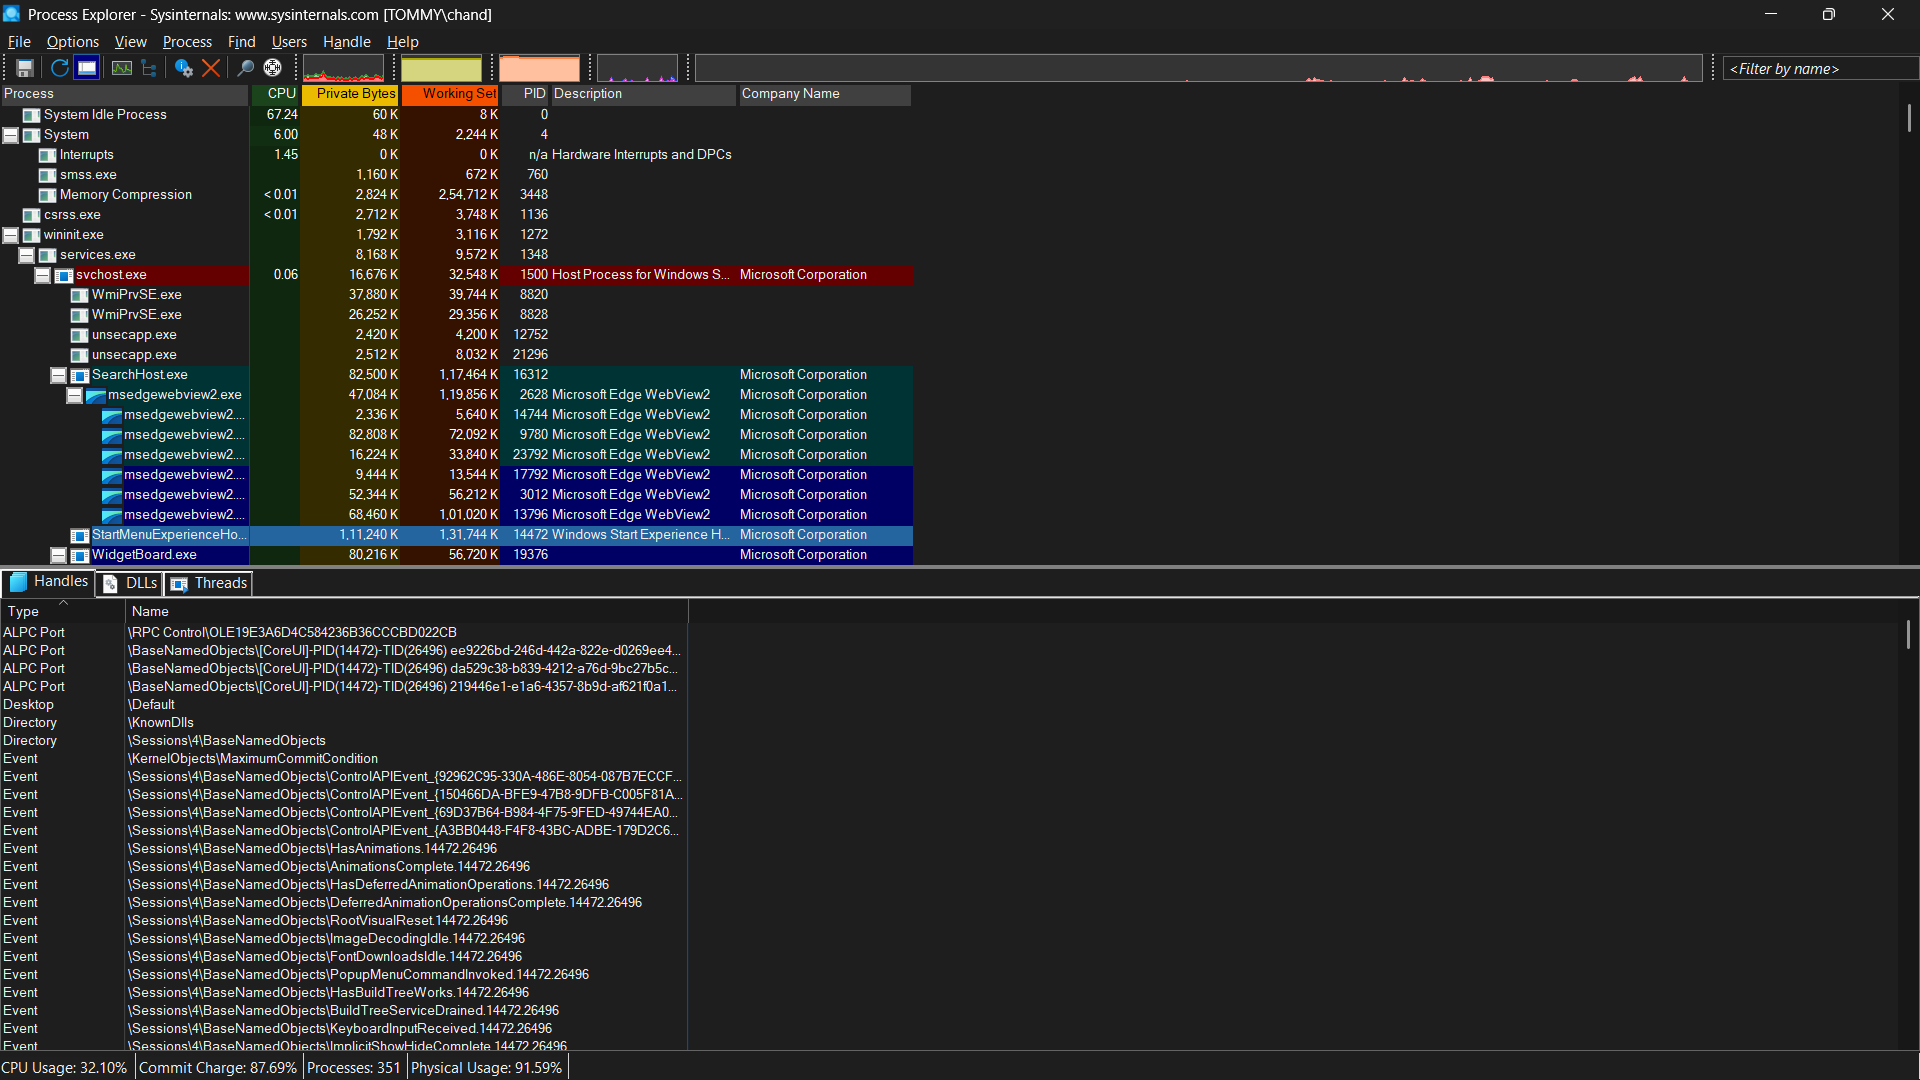 Process Explorer - Sysinternals: www.sysinternals.com [TOMMY\chand]
File Options View Process Find Users Handle Help
<Filter by name>
Process CPU Private Bytes Working Set PID Description Company Name
System Idle Process 67.24 60 K 8 K 0
System 6.00 48 K 2,244 K 4
Interrupts 1.45 0 K 0 K n/a Hardware Interrupts and DPCs
smss.exe 1,160 K 672 K 760
Memory Compression < 0.01 2,824 K 2,54,712 K 3448
csrss.exe < 0.01 2,712 K 3,748 K 1136
wininit.exe 1,792 K 3,116 K 1272
services.exe 8,168 K 9,572 K 1348
svchost.exe 0.06 16,676 K 32,548 K 1500 Host Process for Windows S... Microsoft Corporation
WmiPrvSE.exe 37,880 K 39,744 K 8820
WmiPrvSE.exe 26,252 K 29,356 K 8828
unsecapp.exe 2,420 K 4,200 K 12752
unsecapp.exe 2,512 K 8,032 K 21296
SearchHost.exe 82,500 K 1,17,464 K 16312 Microsoft Corporation
msedgewebview2.exe 47,084 K 1,19,856 K 2628 Microsoft Edge WebView2 Microsoft Corporation
msedgewebview2.... 2,336 K 5,640 K 14744 Microsoft Edge WebView2 Microsoft Corporation
msedgewebview2.... 82,808 K 72,092 K 9780 Microsoft Edge WebView2 Microsoft Corporation
msedgewebview2.... 16,224 K 33,840 K 23792 Microsoft Edge WebView2 Microsoft Corporation
msedgewebview2.... 9,444 K 13,544 K 17792 Microsoft Edge WebView2 Microsoft Corporation
msedgewebview2.... 52,344 K 56,212 K 3012 Microsoft Edge WebView2 Microsoft Corporation
msedgewebview2.... 68,460 K 1,01,020 K 13796 Microsoft Edge WebView2 Microsoft Corporation
StartMenuExperienceHo... 1,11,240 K 1,31,744 K 14472 Windows Start Experience H... Microsoft Corporation
WidgetBoard.exe 80,216 K 56,720 K 19376 Microsoft Corporation
Handles DLLs Threads
Type Name
ALPC Port \RPC Control\OLE19E3A6D4C584236B36CCCBD022CB
ALPC Port \BaseNamedObjects\[CoreUI]-PID(14472)-TID(26496) ee9226bd-246d-442a-822e-d0269ee4...
ALPC Port \BaseNamedObjects\[CoreUI]-PID(14472)-TID(26496) da529c38-b839-4212-a76d-9bc27b5c...
ALPC Port \BaseNamedObjects\[CoreUI]-PID(14472)-TID(26496) 219446e1-e1a6-4357-8b9d-af621f0a1...
Desktop \Default
Directory \KnownDlls
Directory \Sessions\4\BaseNamedObjects
Event \KernelObjects\MaximumCommitCondition
Event \Sessions\4\BaseNamedObjects\ControlAPIEvent_{92962C95-330A-486E-8054-087B7ECCF...
Event \Sessions\4\BaseNamedObjects\ControlAPIEvent_{150466DA-BFE9-47B8-9DFB-C005F81A...
Event \Sessions\4\BaseNamedObjects\ControlAPIEvent_{69D37B64-B984-4F75-9FED-49744EA0...
Event \Sessions\4\BaseNamedObjects\ControlAPIEvent_{A3BB0448-F4F8-43BC-ADBE-179D2C6...
Event \Sessions\4\BaseNamedObjects\HasAnimations.14472.26496
Event \Sessions\4\BaseNamedObjects\AnimationsComplete.14472.26496
Event \Sessions\4\BaseNamedObjects\HasDeferredAnimationOperations.14472.26496
Event \Sessions\4\BaseNamedObjects\DeferredAnimationOperationsComplete.14472.26496
Event \Sessions\4\BaseNamedObjects\RootVisualReset.14472.26496
Event \Sessions\4\BaseNamedObjects\ImageDecodingIdle.14472.26496
Event \Sessions\4\BaseNamedObjects\FontDownloadsIdle.14472.26496
Event \Sessions\4\BaseNamedObjects\PopupMenuCommandInvoked.14472.26496
Event \Sessions\4\BaseNamedObjects\HasBuildTreeWorks.14472.26496
Event \Sessions\4\BaseNamedObjects\BuildTreeServiceDrained.14472.26496
Event \Sessions\4\BaseNamedObjects\KeyboardInputReceived.14472.26496
Event \Sessions\4\BaseNamedObjects\ImplicitShowHideComplete.14472.26496
CPU Usage: 32.10% Commit Charge: 87.69% Processes: 351 Physical Usage: 91.59%